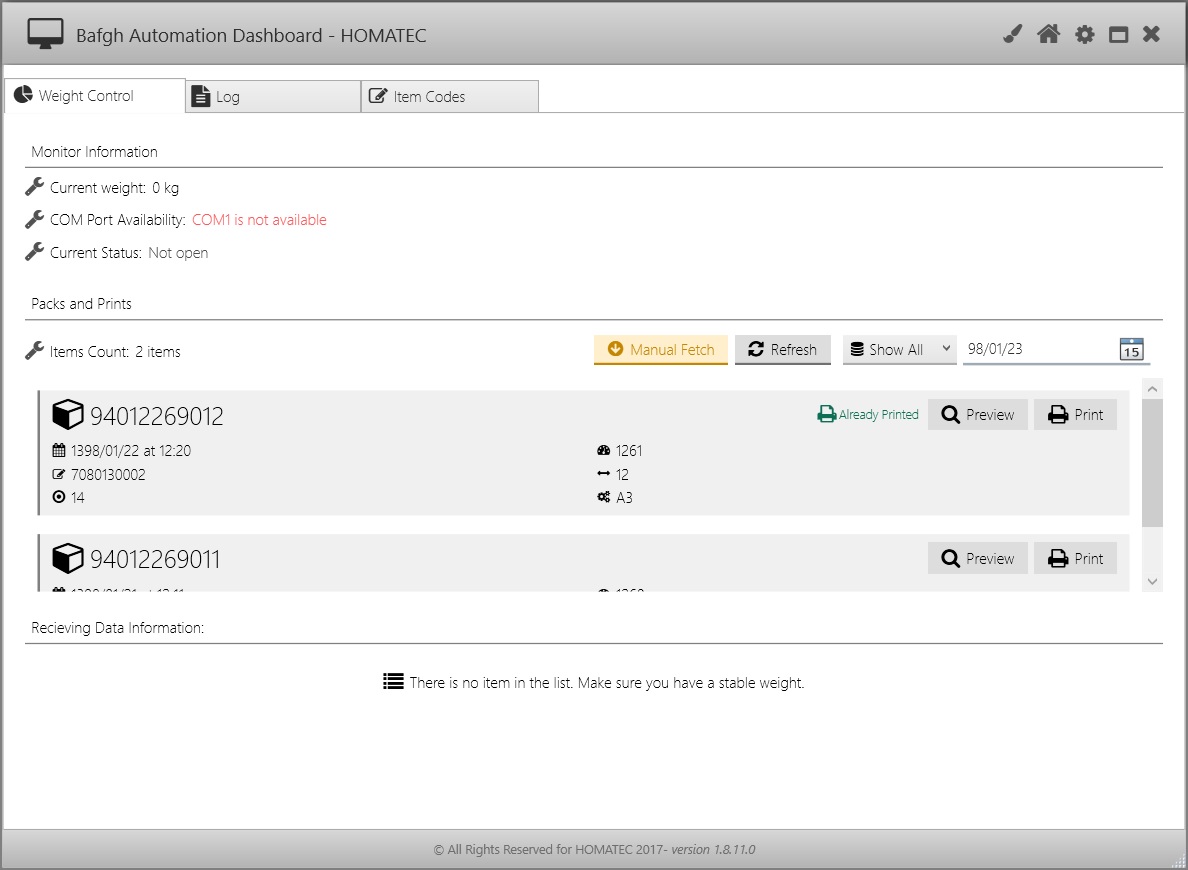 Bafgh Automation Dashboard - HOMATEC
Weight Control
Log
Item Codes
Monitor Information
Current weight: 0 kg
COM Port Availability: COM1 is not available
Current Status: Not open
Packs and Prints
Items Count: 2 items
Manual Fetch
Refresh
Show All
98/01/23
15
94012269012
Already Printed
Preview
Print
1398/01/22 at 12:20
1261
7080130002
12
14
A3
94012269011
Preview
Print
Recieving Data Information:
There is no item in the list. Make sure you have a stable weight.
© All Rights Reserved for HOMATEC 2017- version 1.8.11.0